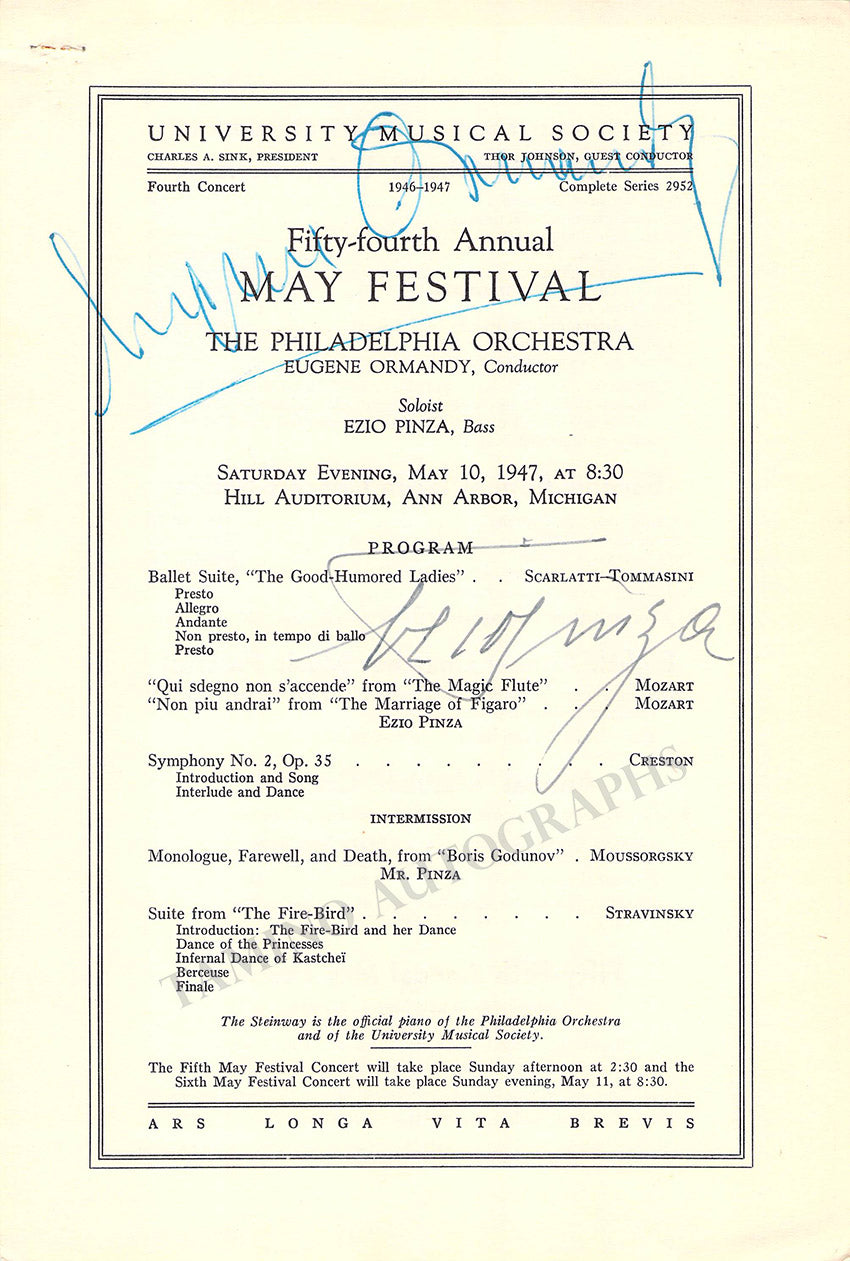 UNIVERSITY MUSICAL SOCIETY
CHARLES A. SINK, PRESIDENT THOR JOHNSON, GUEST CONDUCTOR
Fourth Concert 1946–1947 Complete Series 2952
Eugene Ormandy
Fifty-fourth Annual
MAY FESTIVAL
THE PHILADELPHIA ORCHESTRA
EUGENE ORMANDY, Conductor
Soloist
EZIO PINZA, Bass
SATURDAY EVENING, MAY 10, 1947, AT 8:30
HILL AUDITORIUM, ANN ARBOR, MICHIGAN
PROGRAM
Ballet Suite, “The Good-Humored Ladies” . . SCARLATTI–TOMMASINI
Presto
Allegro
Andante
Non presto, in tempo di ballo
Presto
Ezio Pinza
“Qui sdegno non s’accende” from “The Magic Flute” . . MOZART
“Non piu andrai” from “The Marriage of Figaro” . . . MOZART
EZIO PINZA
Symphony No. 2, Op. 35 . . . . . . . . . CRESTON
Introduction and Song
Interlude and Dance
INTERMISSION
Monologue, Farewell, and Death, from “Boris Godunov” . MOUSSORGSKY
MR. PINZA
Suite from “The Fire-Bird” . . . . . . . . STRAVINSKY
Introduction: The Fire-Bird and her Dance
Dance of the Princesses
Infernal Dance of Kastcheï
Berceuse
Finale
TAMINO AUTOGRAPHS
The Steinway is the official piano of the Philadelphia Orchestra
and of the University Musical Society.
The Fifth May Festival Concert will take place Sunday afternoon at 2:30 and the
Sixth May Festival Concert will take place Sunday evening, May 11, at 8:30.
ARS LONGA VITA BREVIS